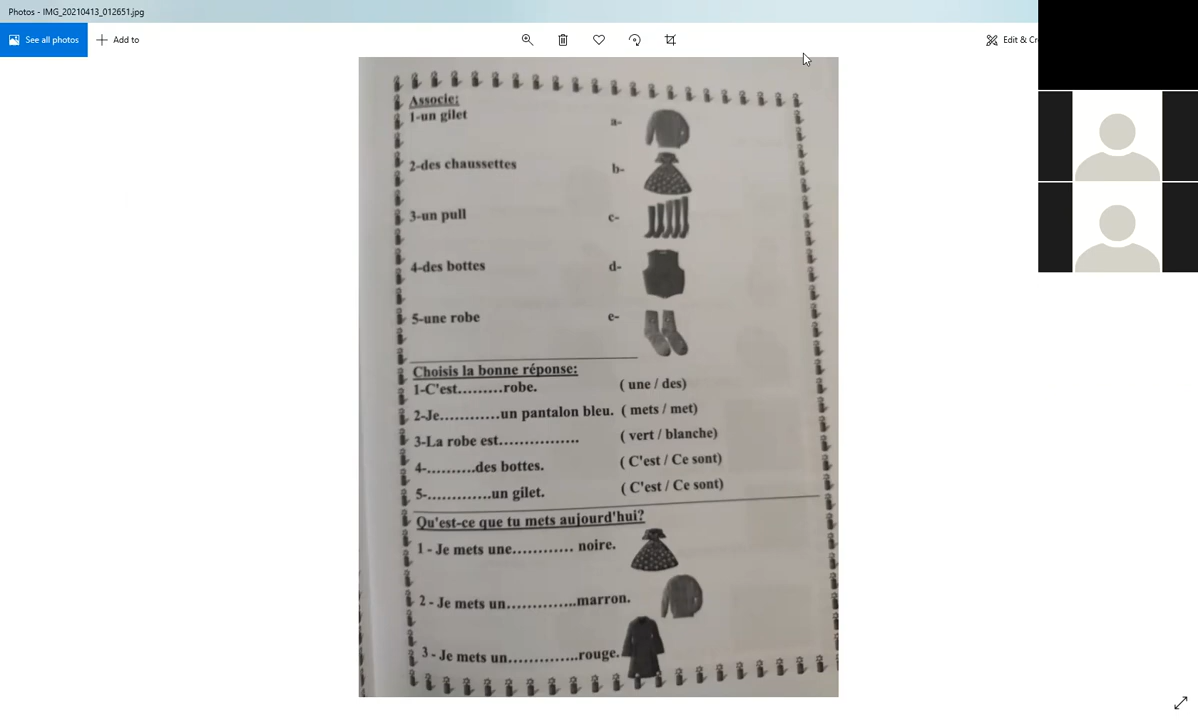 Photos - IMG_20210413_012651.jpg
See all photos
Add to
Edit & Cr
Associe:
1-un gilet
a-
2-des chaussettes
b-
3-un pull
c-
4-des bottes
d-
5-une robe
e-
Choisis la bonne réponse:
1-C'est.........robe. ( une / des)
2-Je............un pantalon bleu. ( mets / met)
3-La robe est................ ( vert / blanche)
4-..........des bottes. ( C'est / Ce sont)
5-.............un gilet. ( C'est / Ce sont)
Qu'est-ce que tu mets aujourd'hui?
1 - Je mets une............ noire.
2 - Je mets un.............marron.
3 - Je mets un.............rouge.